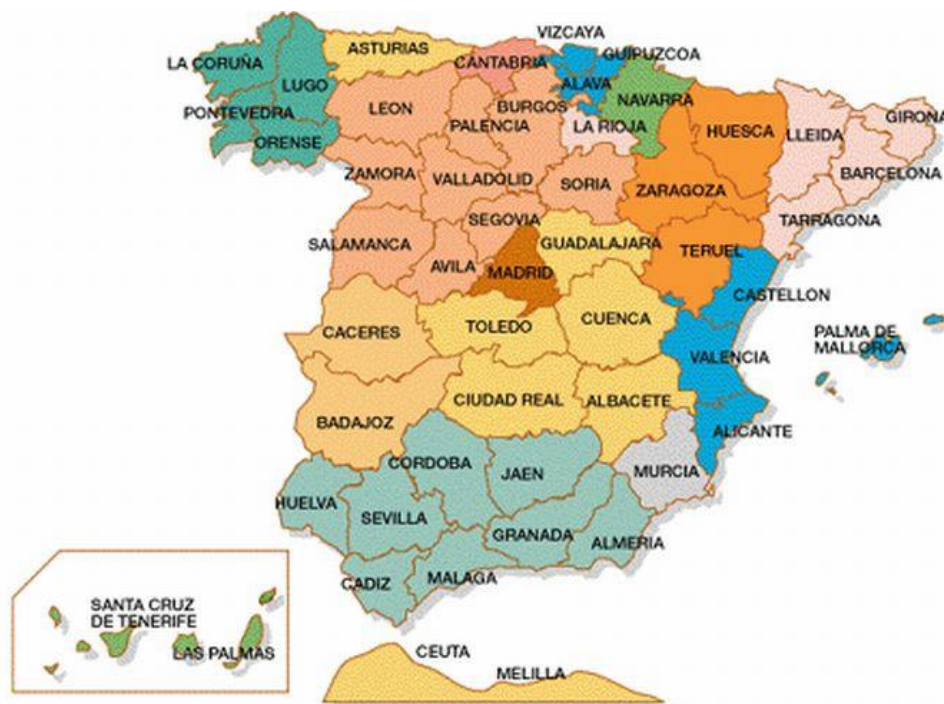 VIZCAYA
ASTURIAS
GUIPUZCOA
LA CORUÑA
CANTABRIA
LUGO
ALAVA
LEON
BURGOS
NAVARRA
PONTEVEDRA
PALENCIA
LA RIOJA
HUESCA
LLEIDA
GIRONA
ORENSE
ZAMORA
VALLADOLID
SORIA
ZARAGOZA
BARCELONA
SEGOVIA
TARRAGONA
SALAMANCA
GUADALAJARA
AVILA
MADRID
TERUEL
CASTELLON
CACERES
TOLEDO
CUENCA
PALMA DE
MALLORCA
VALENCIA
CIUDAD REAL
ALBACETE
BADAJOZ
ALICANTE
CORDOBA
JAEN
MURCIA
HUELVA
SEVILLA
GRANADA
ALMERIA
CADIZ
MALAGA
SANTA CRUZ
DE TENERIFE
LAS PALMAS
CEUTA
MELILLA